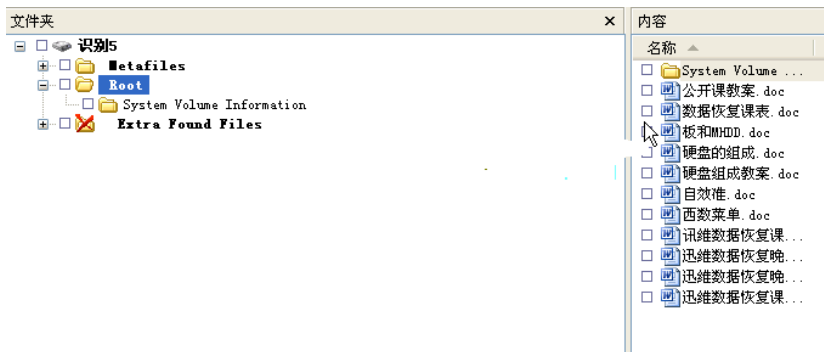 文件夹
识别5
Metafiles
Root
System Volume Information
Extra Found Files
内容
名称
System Volume ...
公开课教案.doc
数据恢复课表.doc
板和MHDD.doc
硬盘的组成.doc
硬盘组成教案.doc
自效准.doc
西数菜单.doc
讯维数据恢复课...
迅维数据恢复晚...
迅维数据恢复晚...
迅维数据恢复课...